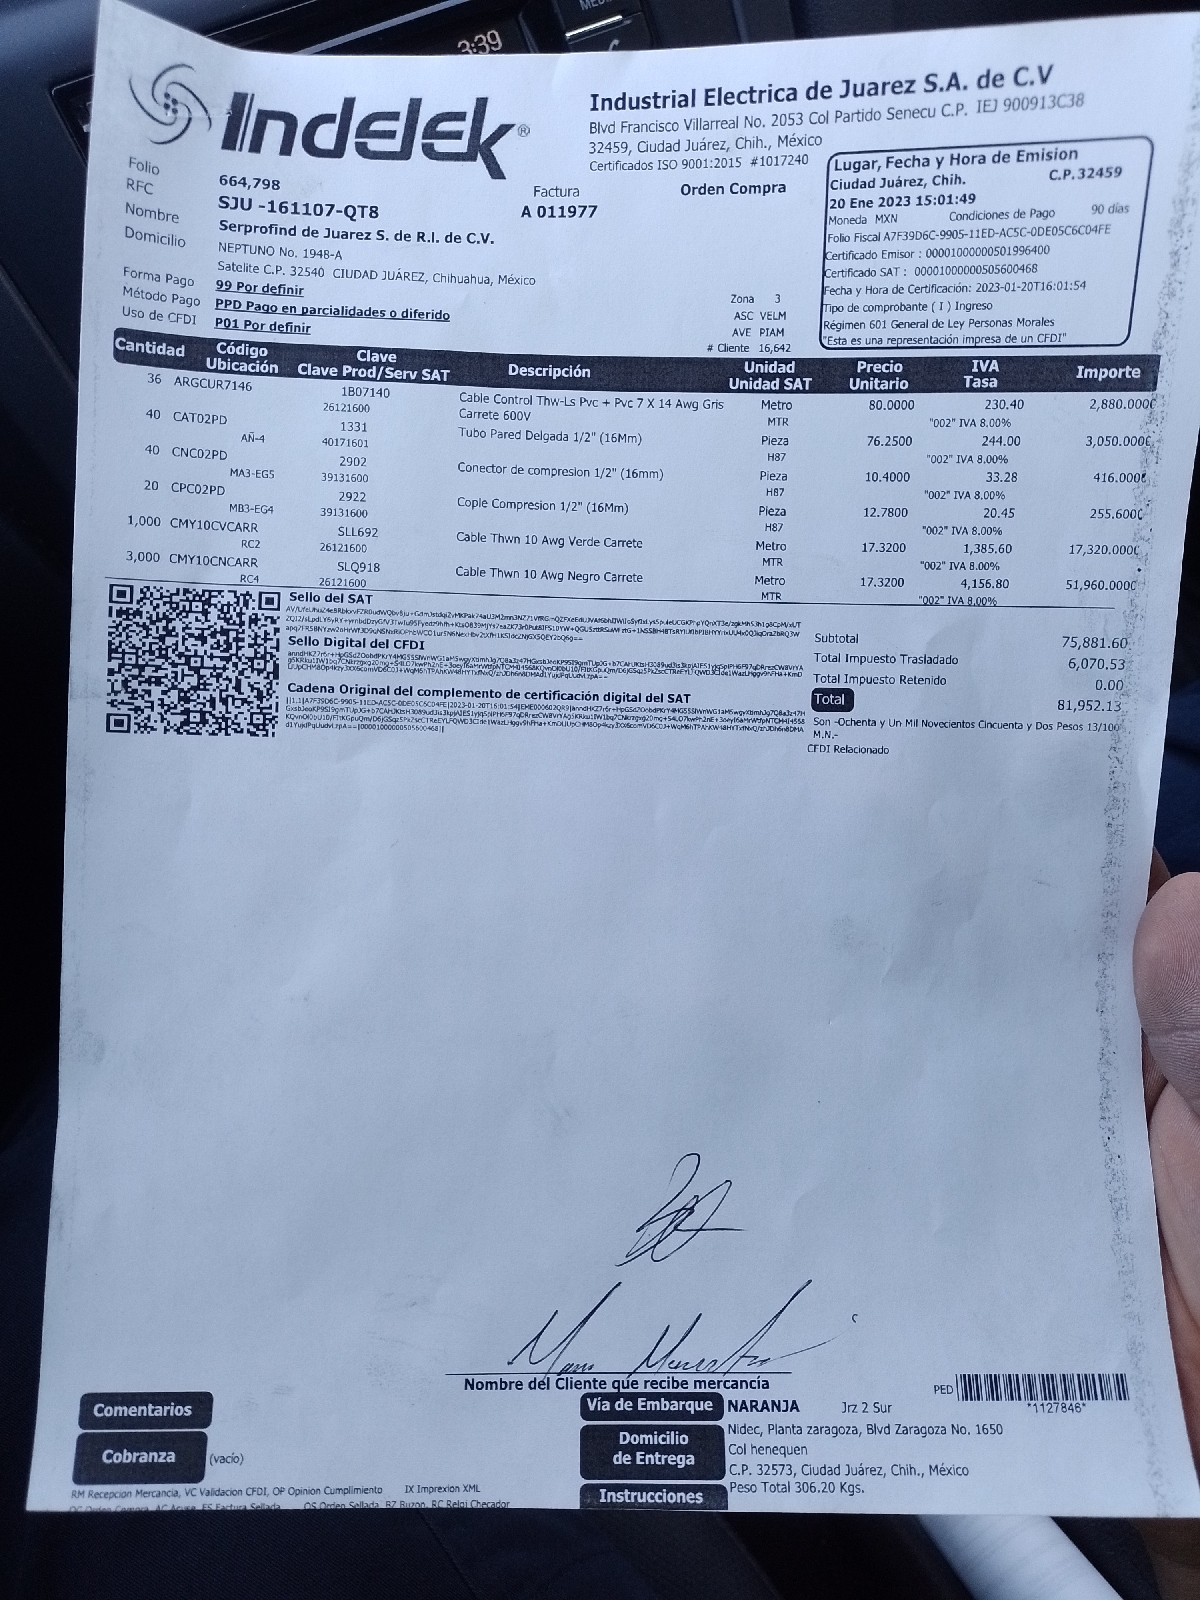 3:39
Indelek®
Industrial Electrica de Juarez S.A. de C.V
Blvd Francisco Villarreal No. 2053 Col Partido Senecu C.P. IEJ 900913C38
32459, Ciudad Juárez, Chih., México
Certificados ISO 9001:2015 #1017240
Folio 664,798
Factura
Orden Compra
RFC SJU -161107-QT8
A 011977
Nombre Serprofind de Juarez S. de R.I. de C.V.
Domicilio NEPTUNO No. 1948-A
Satelite C.P. 32540 CIUDAD JUÁREZ, Chihuahua, México
Forma Pago 99 Por definir
Método Pago PPD Pago en parcialidades o diferido
Uso de CFDI P01 Por definir
Zona 3
ASC VELM
AVE PIAM
# Cliente 16,642
Lugar, Fecha y Hora de Emision
Ciudad Juárez, Chih. C.P. 32459
20 Ene 2023 15:01:49
Moneda MXN Condiciones de Pago 90 días
Folio Fiscal A7F39D6C-9905-11ED-AC5C-0DE05C6C04FE
Certificado Emisor : 00001000000501996400
Certificado SAT : 00001000000505600468
Fecha y Hora de Certificación: 2023-01-20T16:01:54
Tipo de comprobante ( I ) Ingreso
Régimen 601 General de Ley Personas Morales
"Esta es una representación impresa de un CFDI"
Cantidad Código Clave Descripción Unidad Precio IVA Importe
Ubicación Clave Prod/Serv SAT Unidad SAT Unitario Tasa
36 ARGCUR7146 1B07140 Cable Control Thw-Ls Pvc + Pvc 7 X 14 Awg Gris Metro 80.0000 230.40 2,880.0000
26121600 Carrete 600V MTR "002" IVA 8.00%
40 CAT02PD 1331 Tubo Pared Delgada 1/2" (16Mm) Pieza 76.2500 244.00 3,050.0000
AÑ-4 40171601 H87 "002" IVA 8.00%
40 CNC02PD 2902 Conector de compresion 1/2" (16mm) Pieza 10.4000 33.28 416.0000
MA3-EG5 39131600 H87 "002" IVA 8.00%
20 CPC02PD 2922 Cople Compresion 1/2" (16Mm) Pieza 12.7800 20.45 255.6000
MB3-EG4 39131600 H87 "002" IVA 8.00%
1,000 CMY10CVCARR SLL692 Cable Thwn 10 Awg Verde Carrete Metro 17.3200 1,385.60 17,320.0000
RC2 26121600 MTR "002" IVA 8.00%
3,000 CMY10CNCARR SLQ918 Cable Thwn 10 Awg Negro Carrete Metro 17.3200 4,156.80 51,960.0000
RC4 26121600 MTR "002" IVA 8.00%
Sello del SAT
Sello Digital del CFDI
Cadena Original del complemento de certificación digital del SAT
Subtotal 75,881.60
Total Impuesto Trasladado 6,070.53
Total Impuesto Retenido 0.00
Total 81,952.13
Son -Ochenta y Un Mil Novecientos Cincuenta y Dos Pesos 13/100
M.N.-
CFDI Relacionado
Nombre del Cliente que recibe mercancía
PED
*1127846*
Comentarios
Cobranza (vacío)
Vía de Embarque NARANJA Jrz 2 Sur
Domicilio de Entrega
Nidec, Planta zaragoza, Blvd Zaragoza No. 1650
Col henequen
C.P. 32573, Ciudad Juárez, Chih., México
Instrucciones Peso Total 306.20 Kgs.
RM Recepcion Mercancia, VC Validacion CFDI, OP Opinion Cumplimiento IX Imprexion XML
OC Orden Compra, AC Acuse, FS Factura Sellada OS Orden Sellada, BZ Buzon, RC Reloj Checador